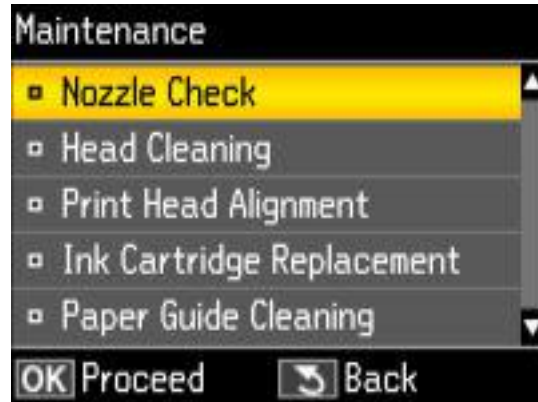 Maintenance
Nozzle Check
Head Cleaning
Print Head Alignment
Ink Cartridge Replacement
Paper Guide Cleaning
OK Proceed Back